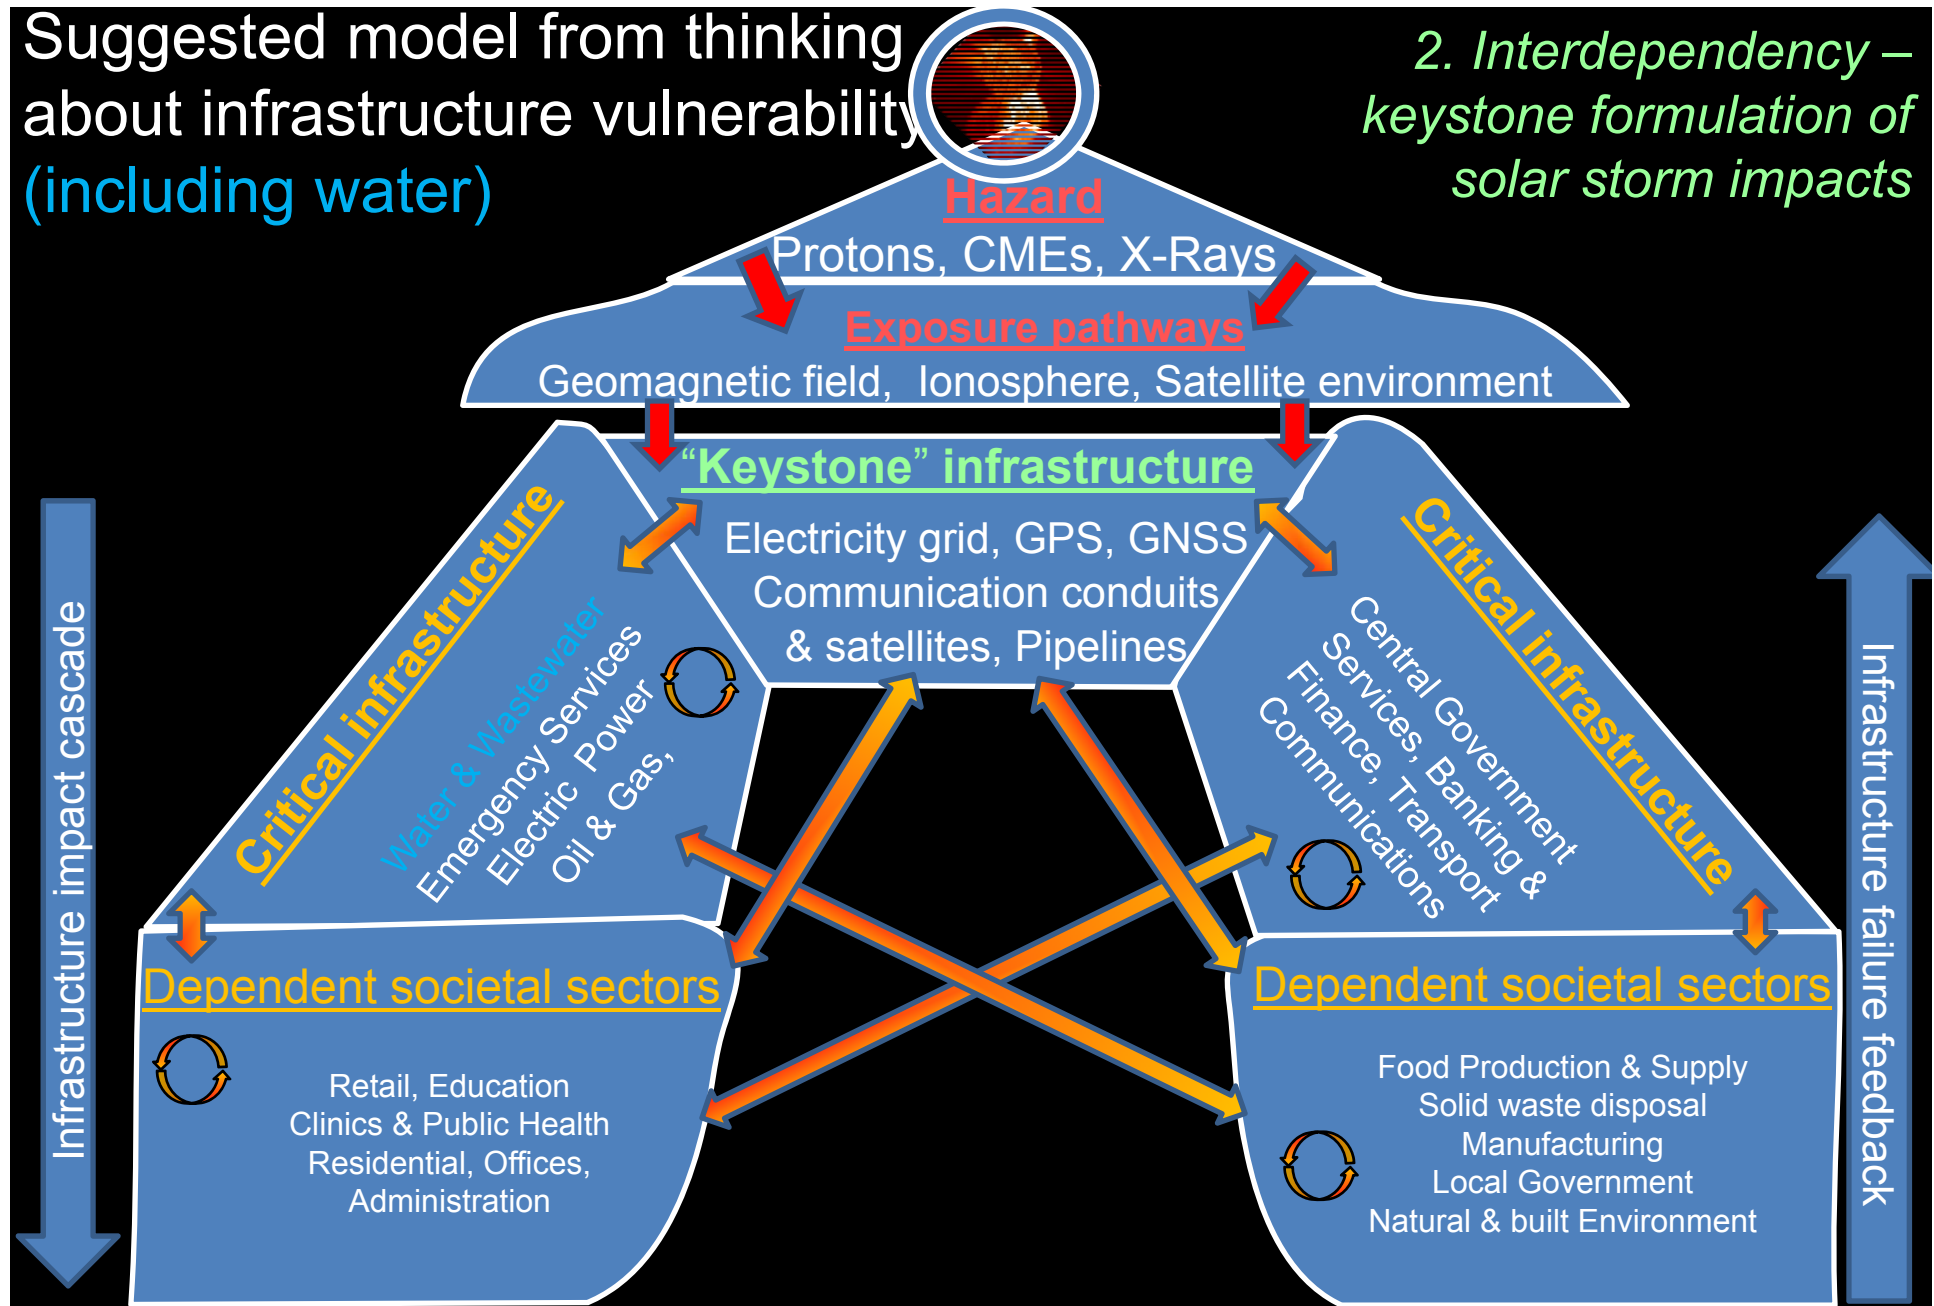 Suggested model from thinking
about infrastructure vulnerability
(including water)
2. Interdependency –
keystone formulation of
solar storm impacts
Hazard
Protons, CMEs, X-Rays
Exposure pathways
Geomagnetic field, Ionosphere, Satellite environment
“Keystone” infrastructure
Electricity grid, GPS, GNSS
Communication conduits
& satellites, Pipelines
Critical infrastructure
Water & Wastewater
Emergency Services
Electric Power
Oil & Gas,
Critical infrastructure
Central Government
Services, Banking &
Finance, Transport
Communications
Infrastructure impact cascade
Infrastructure failure feedback
Dependent societal sectors
Retail, Education
Clinics & Public Health
Residential, Offices,
Administration
Dependent societal sectors
Food Production & Supply
Solid waste disposal
Manufacturing
Local Government
Natural & built Environment